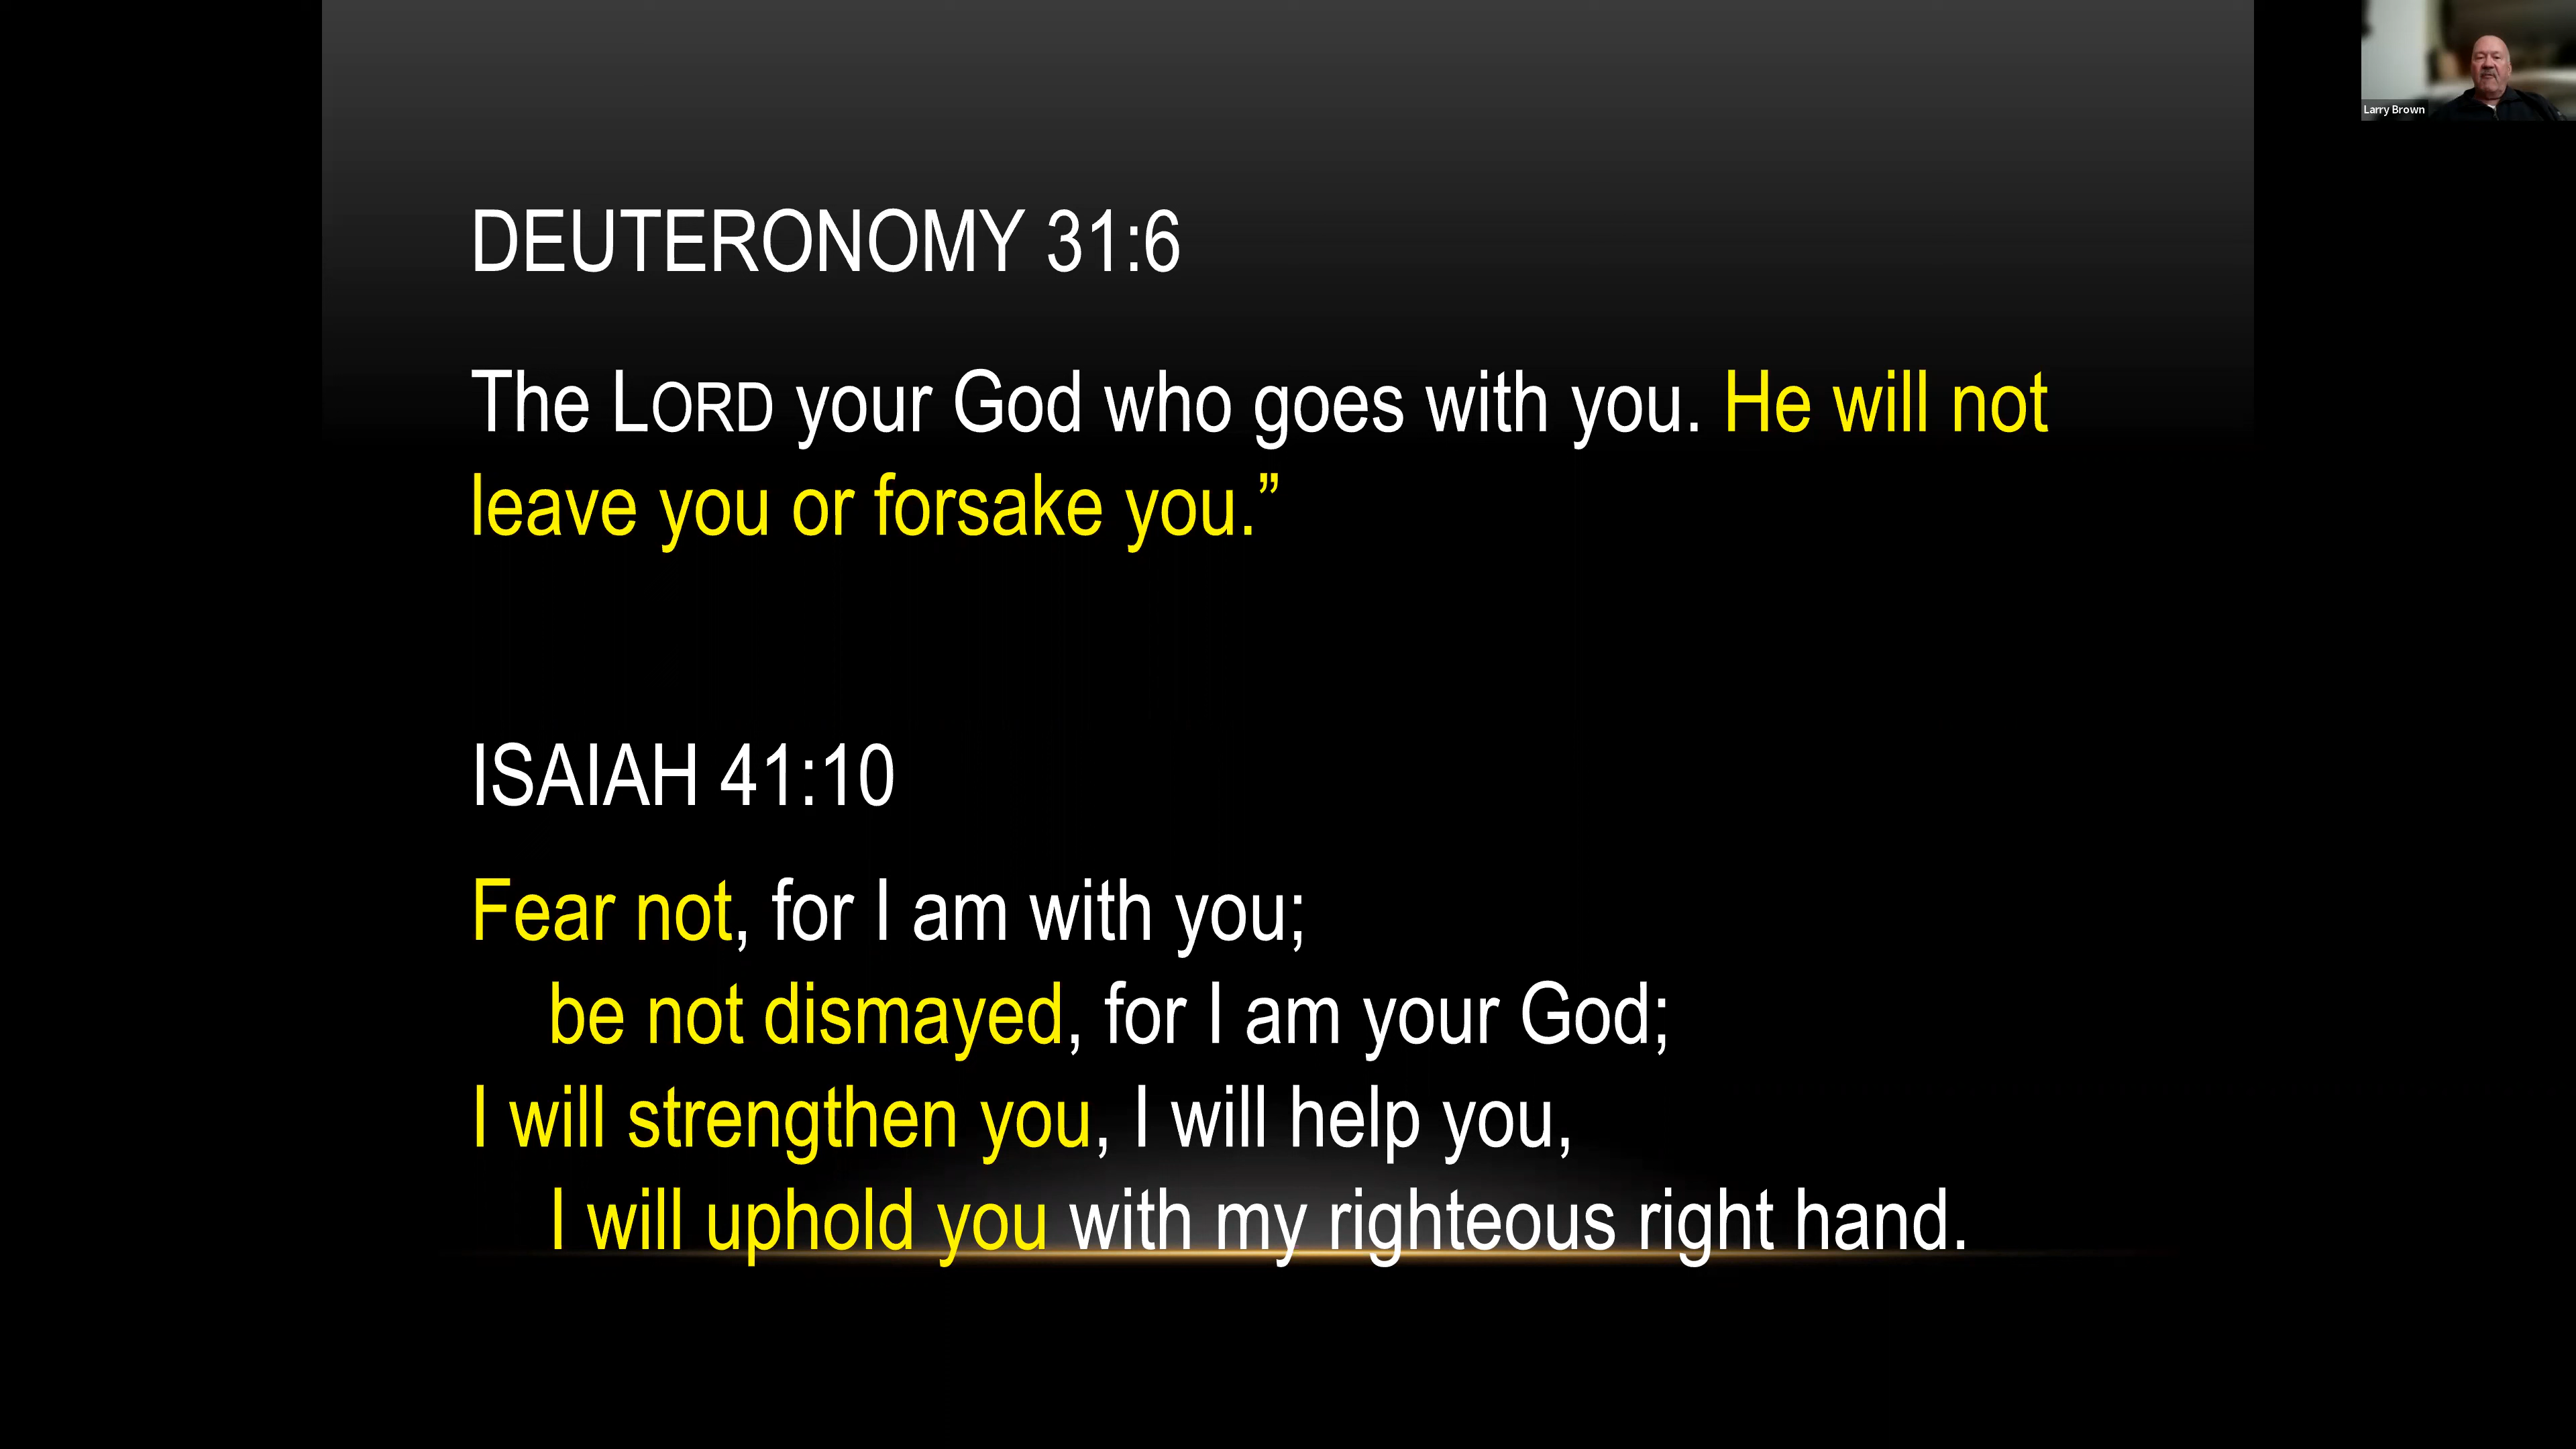 Larry Brown
DEUTERONOMY 31:6
The LORD your God who goes with you. He will not
leave you or forsake you.”
ISAIAH 41:10
Fear not, for I am with you;
be not dismayed, for I am your God;
I will strengthen you, I will help you,
I will uphold you with my righteous right hand.